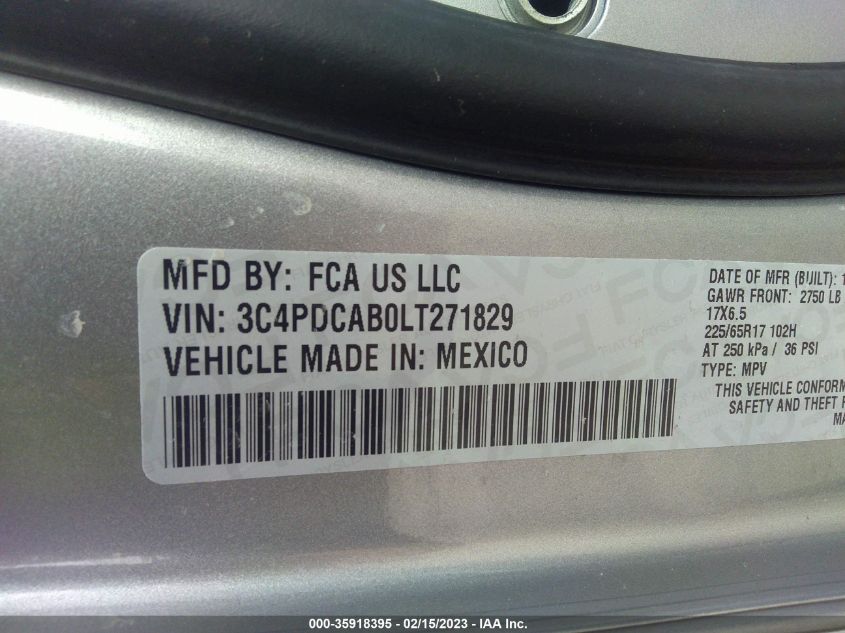 MFD BY: FCA US LLC
VIN: 3C4PDCAB0LT271829
VEHICLE MADE IN: MEXICO
DATE OF MFR (BUILT): 1
GAWR FRONT: 2750 LB
17X6.5
225/65R17 102H
AT 250 kPa / 36 PSI
TYPE: MPV
THIS VEHICLE CONFORM
SAFETY AND THEFT
000-35918395 - 02/15/2023 - © IAA Inc.